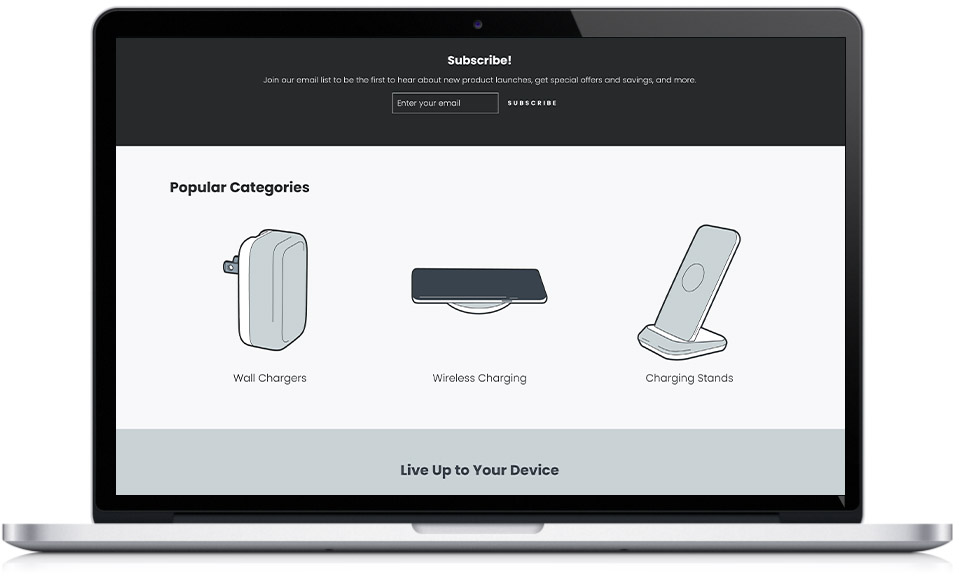 Subscribe!
Join our email list to be the first to hear about new product launches, get special offers and savings, and more.
Enter your email SUBSCRIBE
Popular Categories
Wall Chargers Wireless Charging Charging Stands
Live Up to Your Device